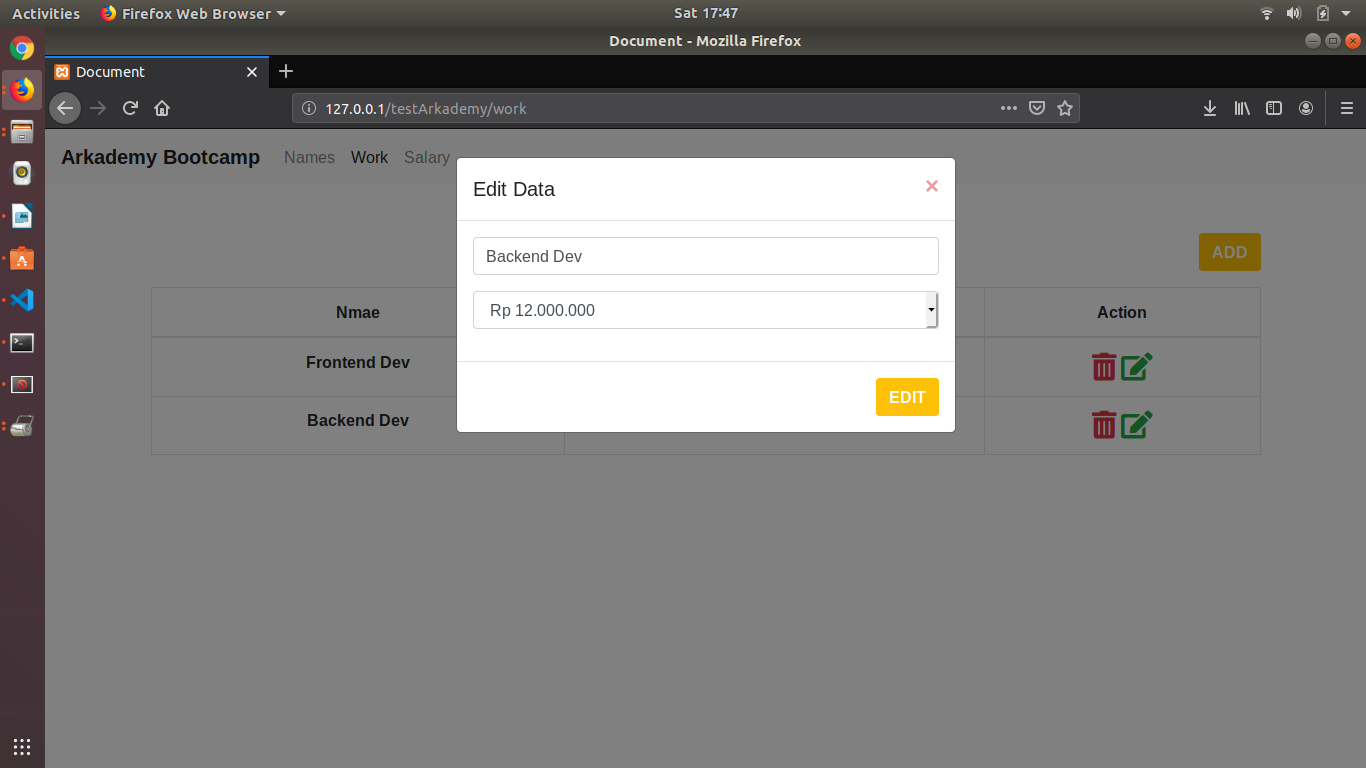 Activities Firefox Web Browser Sat 17:47
Document - Mozilla Firefox
Document
127.0.0.1/testArkademy/work
Arkademy Bootcamp Names Work Salary
Edit Data ×
Backend Dev
Rp 12.000.000
EDIT
ADD
Nmae Action
Frontend Dev
Backend Dev